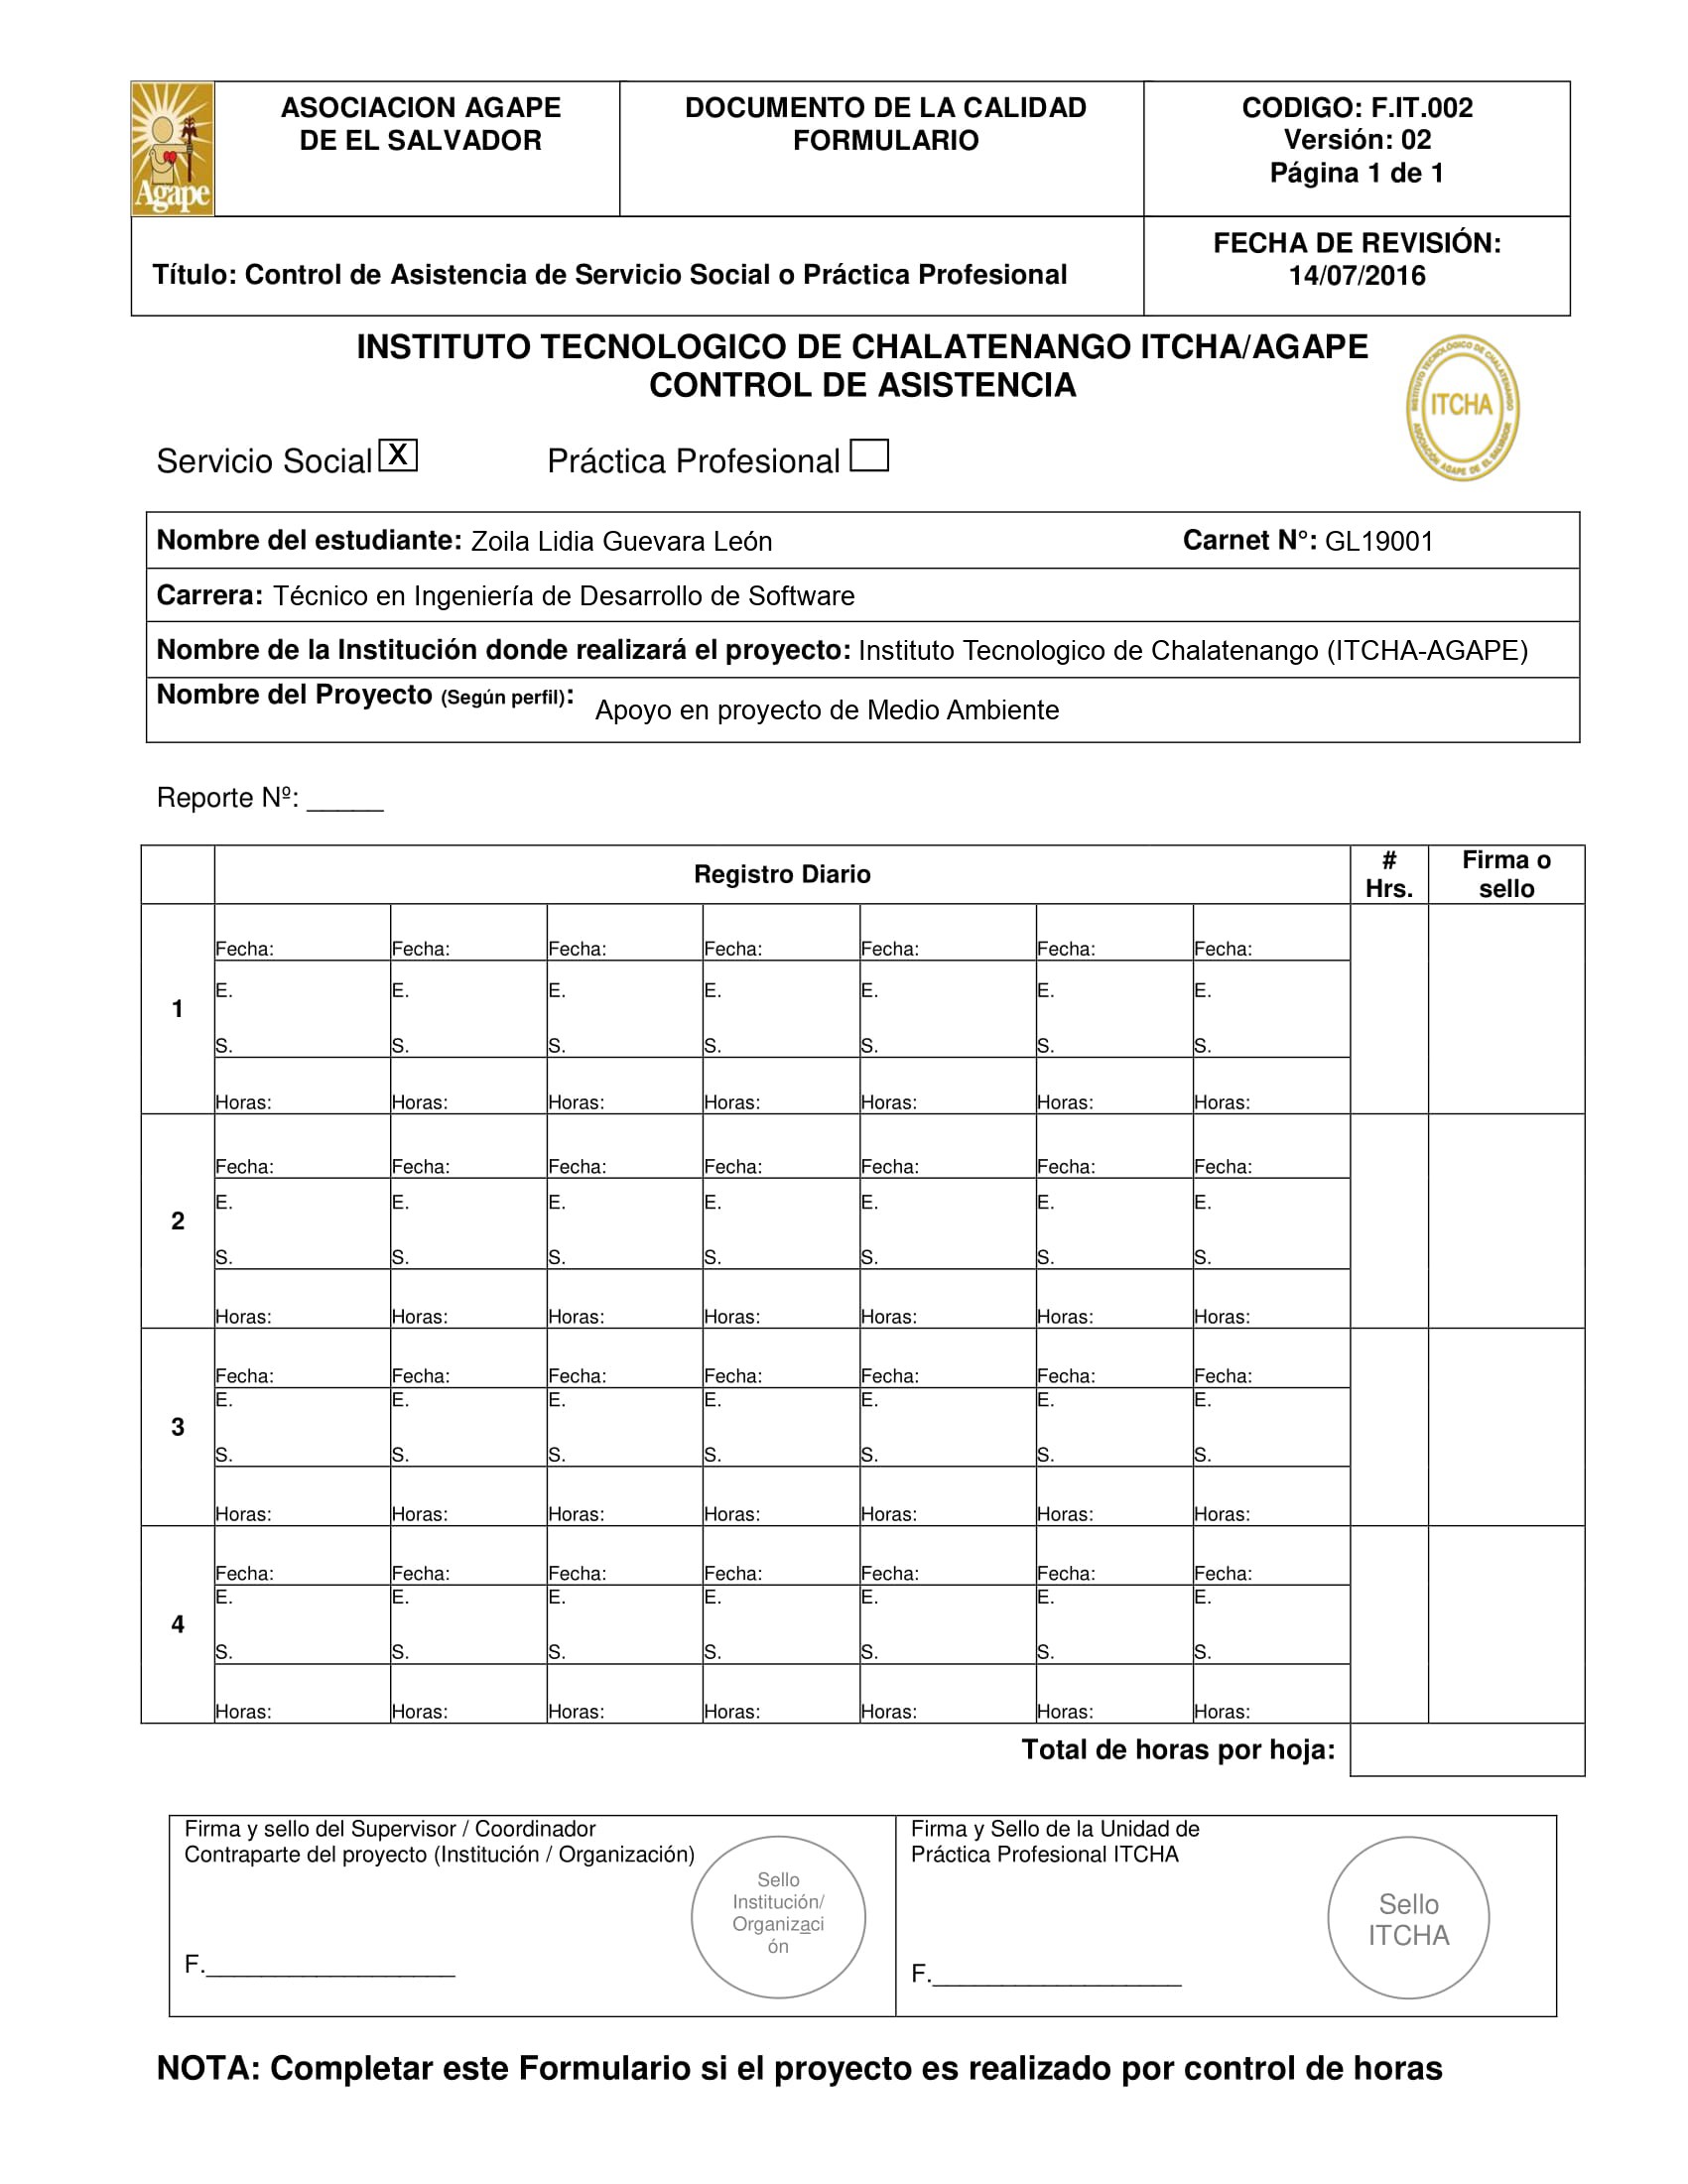 Agape
ASOCIACION AGAPE
DE EL SALVADOR
DOCUMENTO DE LA CALIDAD
FORMULARIO
CODIGO: F.IT.002
Versión: 02
Página 1 de 1
Título: Control de Asistencia de Servicio Social o Práctica Profesional
FECHA DE REVISIÓN:
14/07/2016
INSTITUTO TECNOLOGICO DE CHALATENANGO ITCHA/AGAPE
CONTROL DE ASISTENCIA
INSTITUTO TECNOLÓGICO DE CHALATENANGO
ITCHA
ASOCIACIÓN AGAPE DE EL SALVADOR
Servicio Social X Práctica Profesional
Nombre del estudiante: Zoila Lidia Guevara León Carnet N°: GL19001
Carrera: Técnico en Ingeniería de Desarrollo de Software
Nombre de la Institución donde realizará el proyecto: Instituto Tecnologico de Chalatenango (ITCHA-AGAPE)
Nombre del Proyecto (Según perfil): Apoyo en proyecto de Medio Ambiente
Reporte Nº: _____
Registro Diario # Hrs. Firma o sello
1
Fecha: Fecha: Fecha: Fecha: Fecha: Fecha: Fecha:
E. E. E. E. E. E. E.
S. S. S. S. S. S. S.
Horas: Horas: Horas: Horas: Horas: Horas: Horas:
2
Fecha: Fecha: Fecha: Fecha: Fecha: Fecha: Fecha:
E. E. E. E. E. E. E.
S. S. S. S. S. S. S.
Horas: Horas: Horas: Horas: Horas: Horas: Horas:
3
Fecha: Fecha: Fecha: Fecha: Fecha: Fecha: Fecha:
E. E. E. E. E. E. E.
S. S. S. S. S. S. S.
Horas: Horas: Horas: Horas: Horas: Horas: Horas:
4
Fecha: Fecha: Fecha: Fecha: Fecha: Fecha: Fecha:
E. E. E. E. E. E. E.
S. S. S. S. S. S. S.
Horas: Horas: Horas: Horas: Horas: Horas: Horas:
Total de horas por hoja:
Firma y sello del Supervisor / Coordinador
Contraparte del proyecto (Institución / Organización)
Sello
Institución/
Organizaci
ón
F.___________________
Firma y Sello de la Unidad de
Práctica Profesional ITCHA
Sello
ITCHA
F.___________________
NOTA: Completar este Formulario si el proyecto es realizado por control de horas